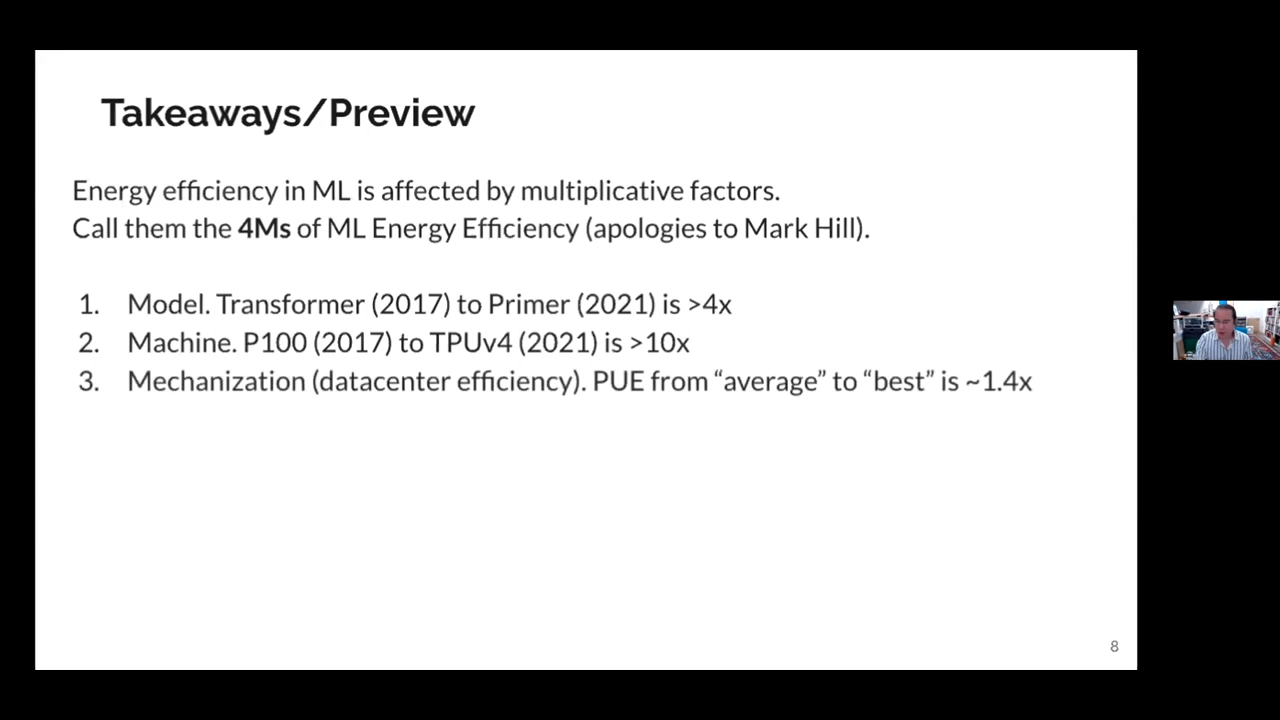 Takeaways/Preview
Energy efficiency in ML is affected by multiplicative factors.
Call them the 4Ms of ML Energy Efficiency (apologies to Mark Hill).
1. Model. Transformer (2017) to Primer (2021) is >4x
2. Machine. P100 (2017) to TPUv4 (2021) is >10x
3. Mechanization (datacenter efficiency). PUE from “average” to “best” is ~1.4x
8